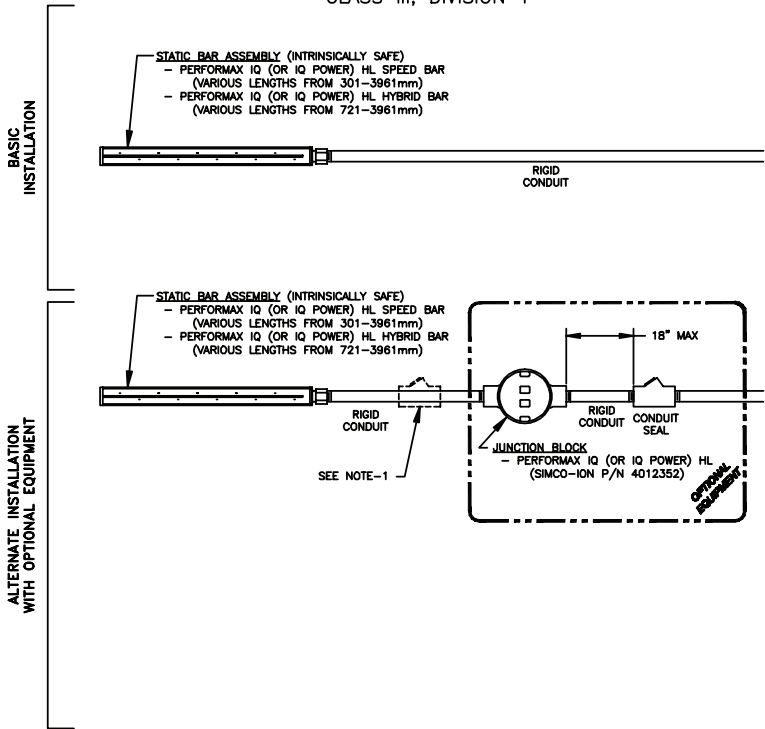 CLASS III, DIVISION 1
BASIC
INSTALLATION
STATIC BAR ASSEMBLY (INTRINSICALLY SAFE)
- PERFORMAX IQ (OR IQ POWER) HL SPEED BAR
(VARIOUS LENGTHS FROM 301-3961mm)
- PERFORMAX IQ (OR IQ POWER) HL HYBRID BAR
(VARIOUS LENGTHS FROM 721-3961mm)
RIGID
CONDUIT
ALTERNATE INSTALLATION
WITH OPTIONAL EQUIPMENT
STATIC BAR ASSEMBLY (INTRINSICALLY SAFE)
- PERFORMAX IQ (OR IQ POWER) HL SPEED BAR
(VARIOUS LENGTHS FROM 301-3961mm)
- PERFORMAX IQ (OR IQ POWER) HL HYBRID BAR
(VARIOUS LENGTHS FROM 721-3961mm)
18" MAX
RIGID
CONDUIT
RIGID
CONDUIT
CONDUIT
SEAL
SEE NOTE-1
JUNCTION BLOCK
- PERFORMAX IQ (OR IQ POWER) HL
(SIMCO-ION P/N 4012352)
OPTIONAL
EQUIPMENT